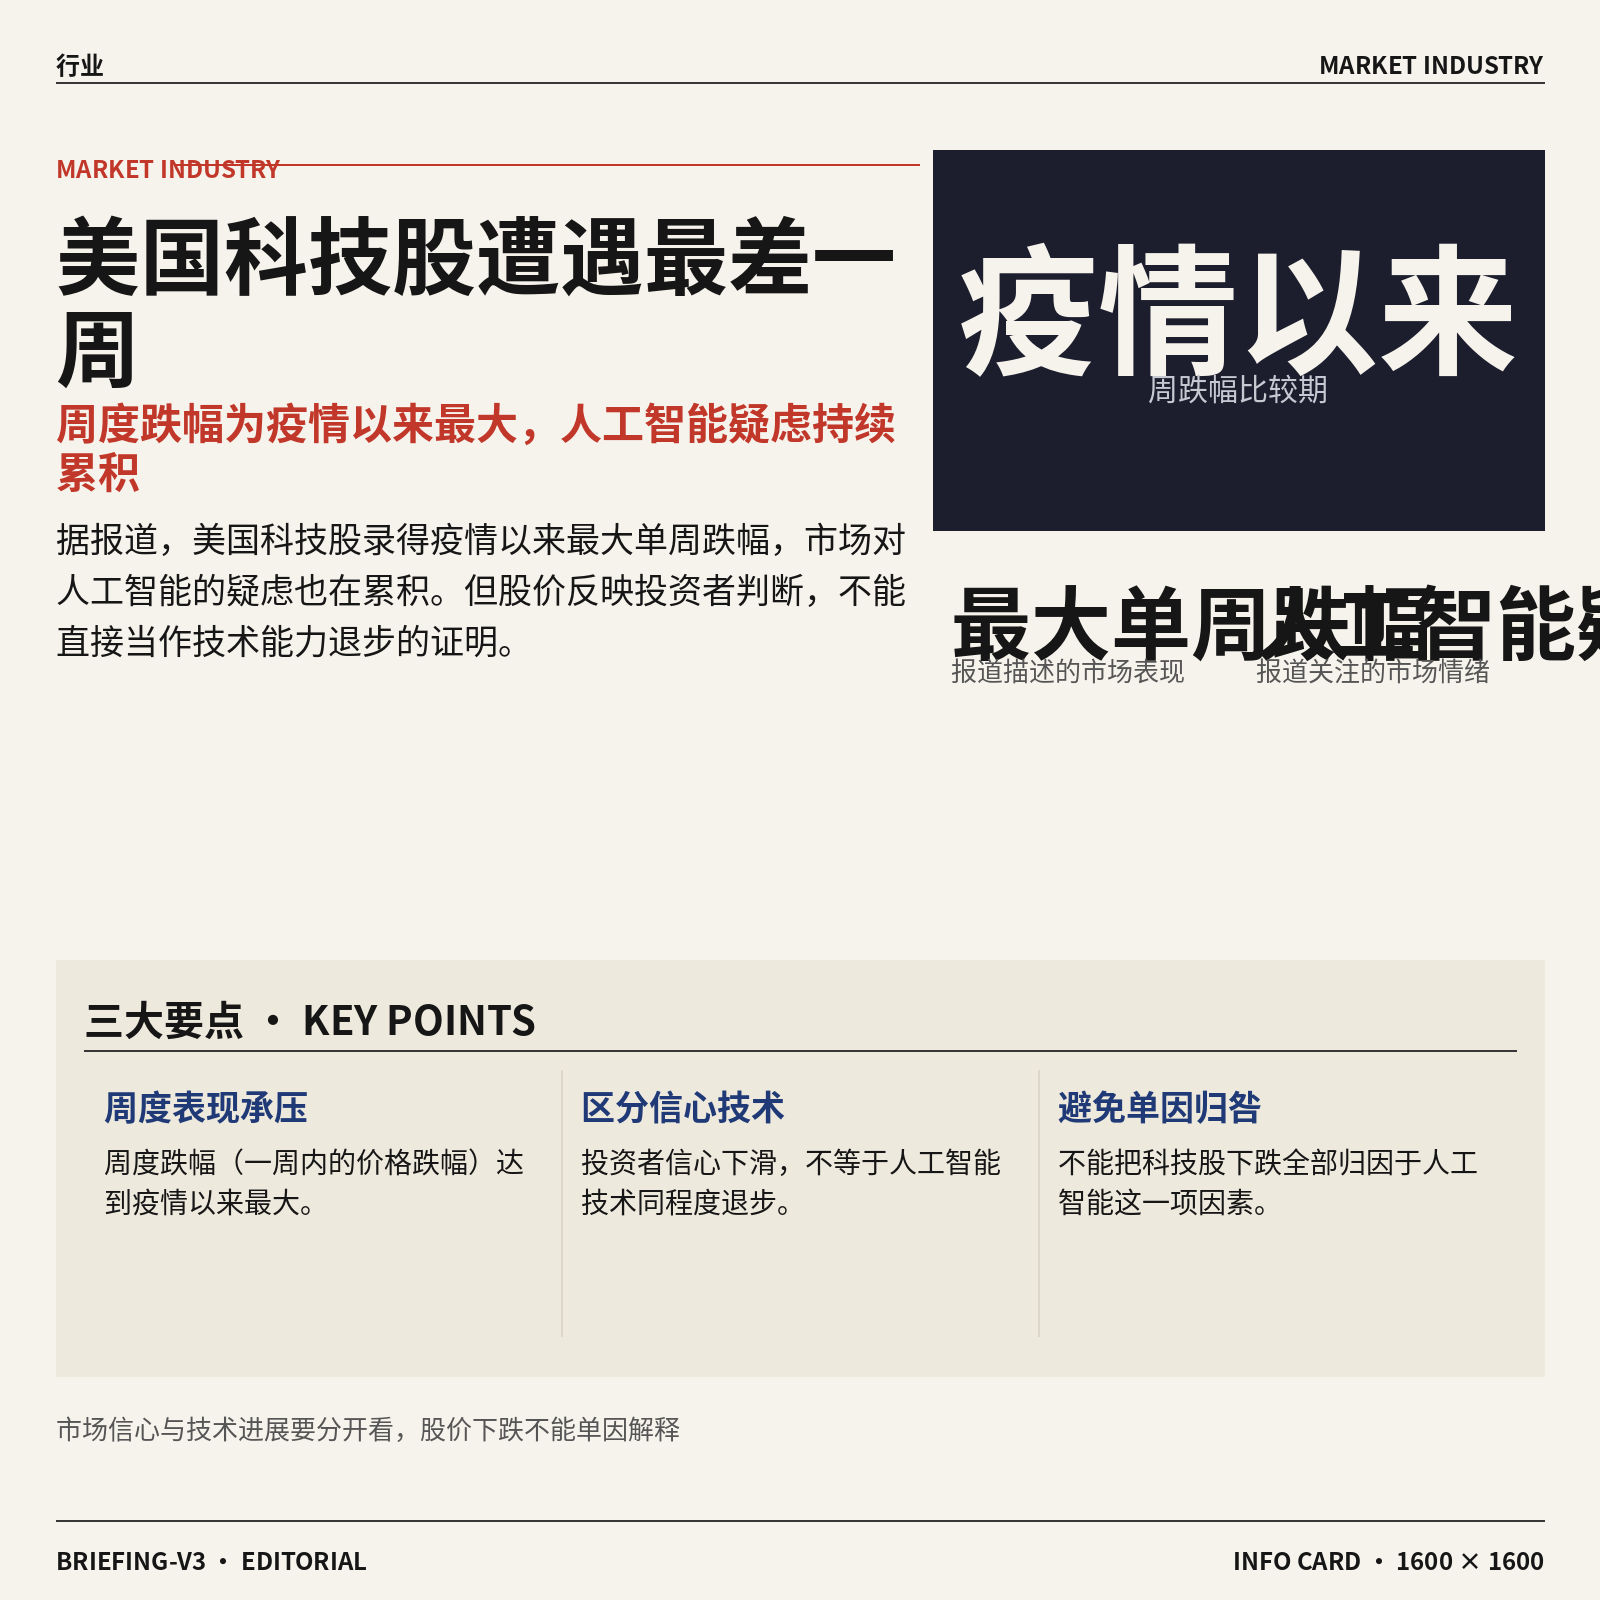 行业
MARKET INDUSTRY
MARKET INDUSTRY
美国科技股遭遇最差一
周
周度跌幅为疫情以来最大，人工智能疑虑持续
累积
据报道，美国科技股录得疫情以来最大单周跌幅，市场对
人工智能的疑虑也在累积。但股价反映投资者判断，不能
直接当作技术能力退步的证明。
疫情以来
周跌幅比较期
最大单周跌幅
报道描述的市场表现
人工智能
报道关注的市场情绪
三大要点 · KEY POINTS
周度表现承压
周度跌幅（一周内的价格跌幅）达
到疫情以来最大。
区分信心技术
投资者信心下滑，不等于人工智能
技术同程度退步。
避免单因归咎
不能把科技股下跌全部归因于人工
智能这一项因素。
市场信心与技术进展要分开看，股价下跌不能单因解释
BRIEFING-V3 · EDITORIAL
INFO CARD · 1600 × 1600